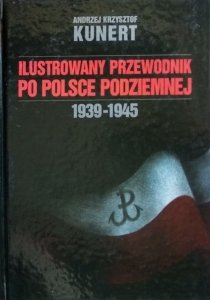 ANDRZEJ KRZYSZTOF
KUNERT
ILUSTROWANY PRZEWODNIK
PO POLSCE PODZIEMNEJ
1939-1945